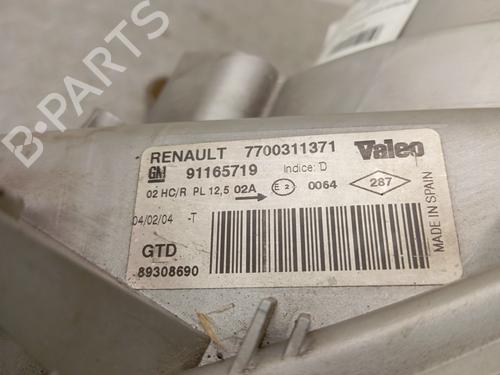 B-PARTS
RENAULT 7700311371 Valeo
GM 91165719 Indice: D
02 HC/R PL 12,5 02A E2 0064 287
04/02/04 -T
GTD
89308690
MADE IN SPAIN